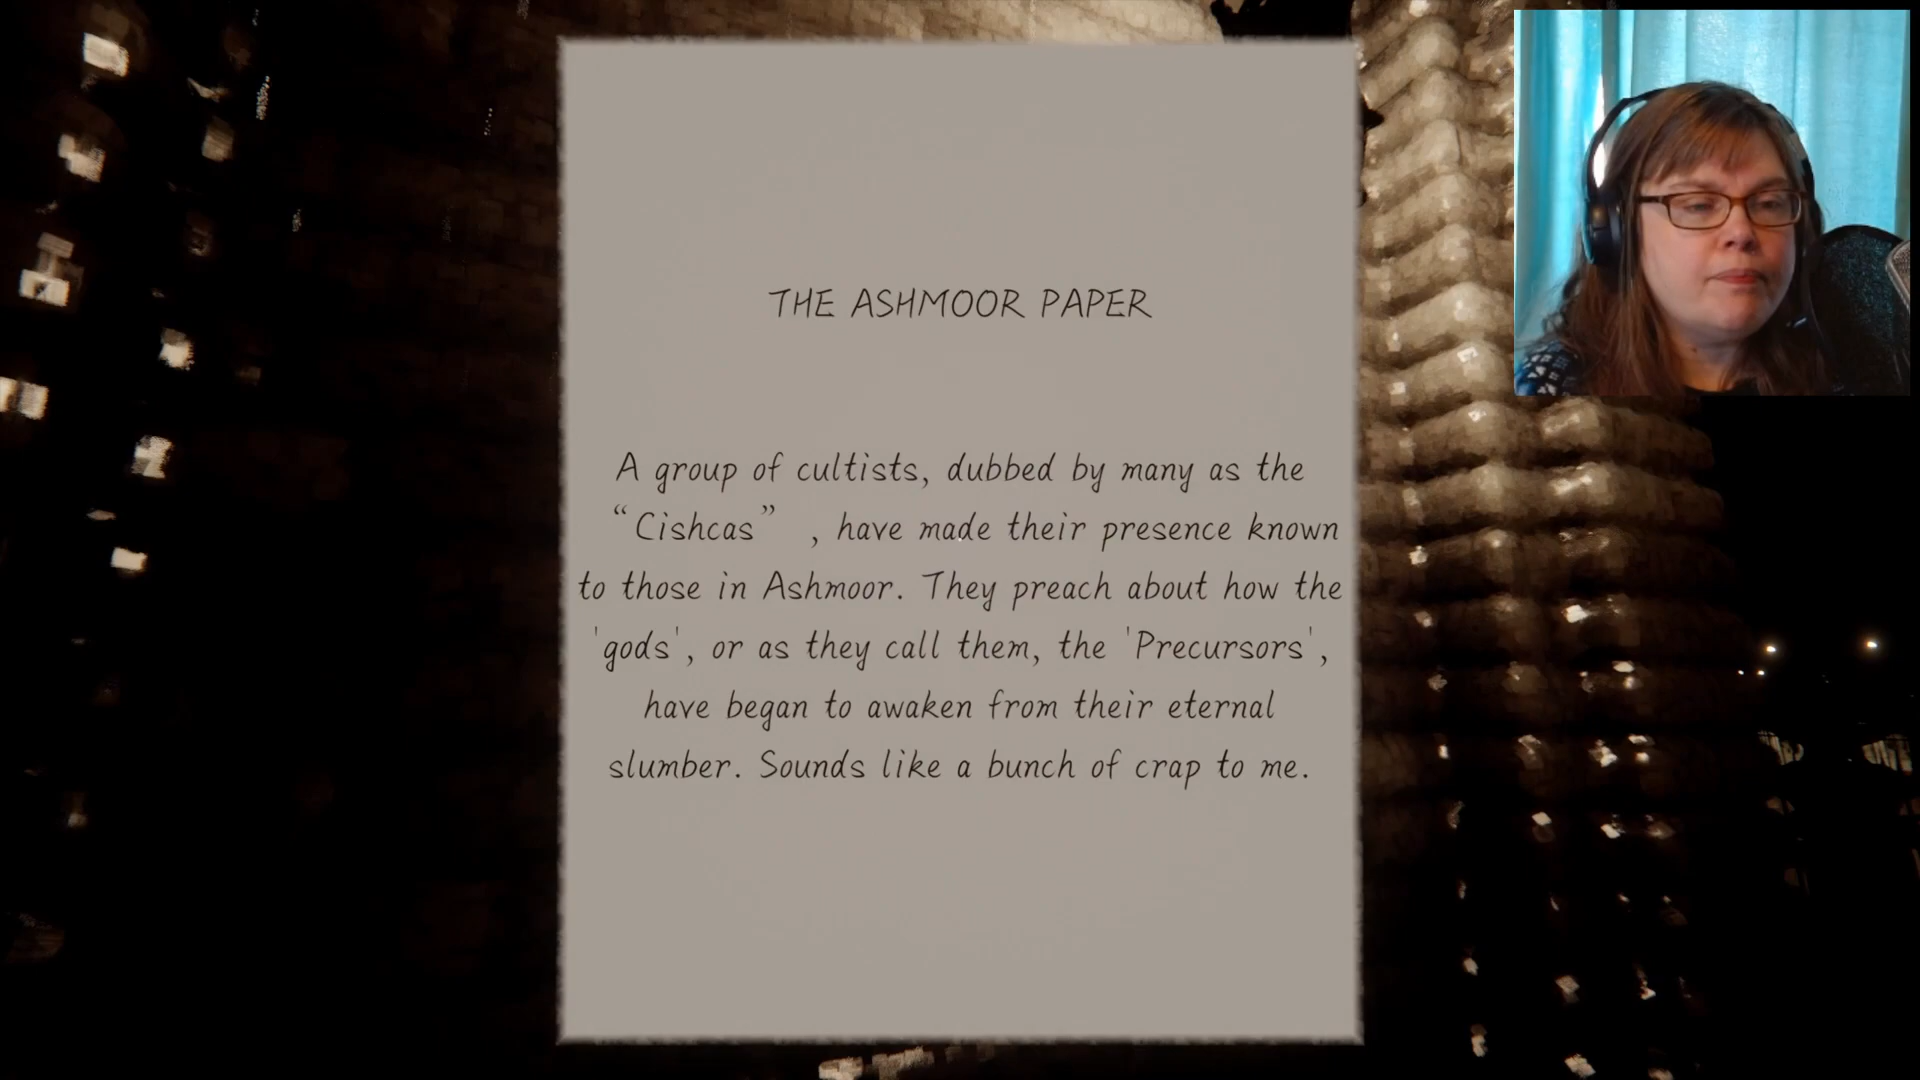 THE ASHMOOR PAPER
A group of cultists, dubbed by many as the
“Cishcas” , have made their presence known
to those in Ashmoor. They preach about how the
'gods', or as they call them, the 'Precursors',
have began to awaken from their eternal
slumber. Sounds like a bunch of crap to me.